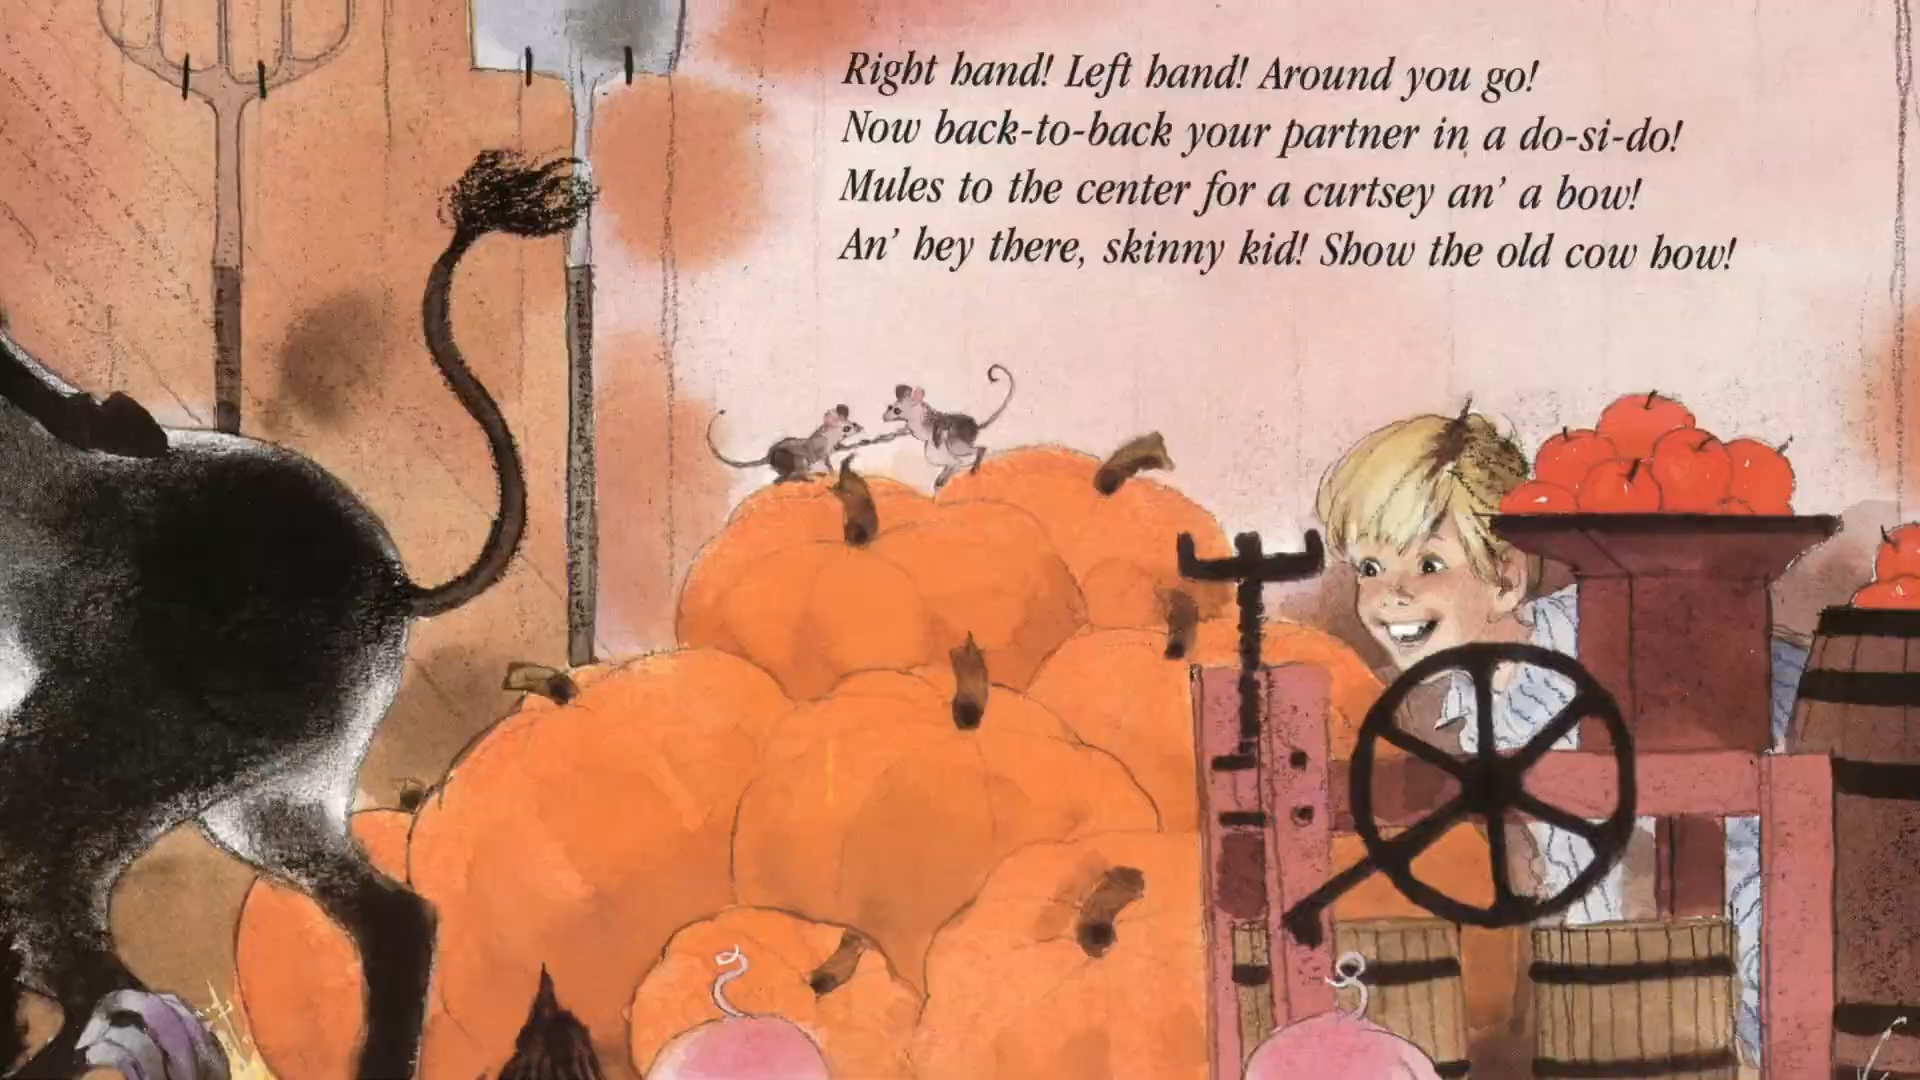 Right hand! Left hand! Around you go!
Now back-to-back your partner in a do-si-do!
Mules to the center for a curtsey an' a bow!
An' hey there, skinny kid! Show the old cow how!